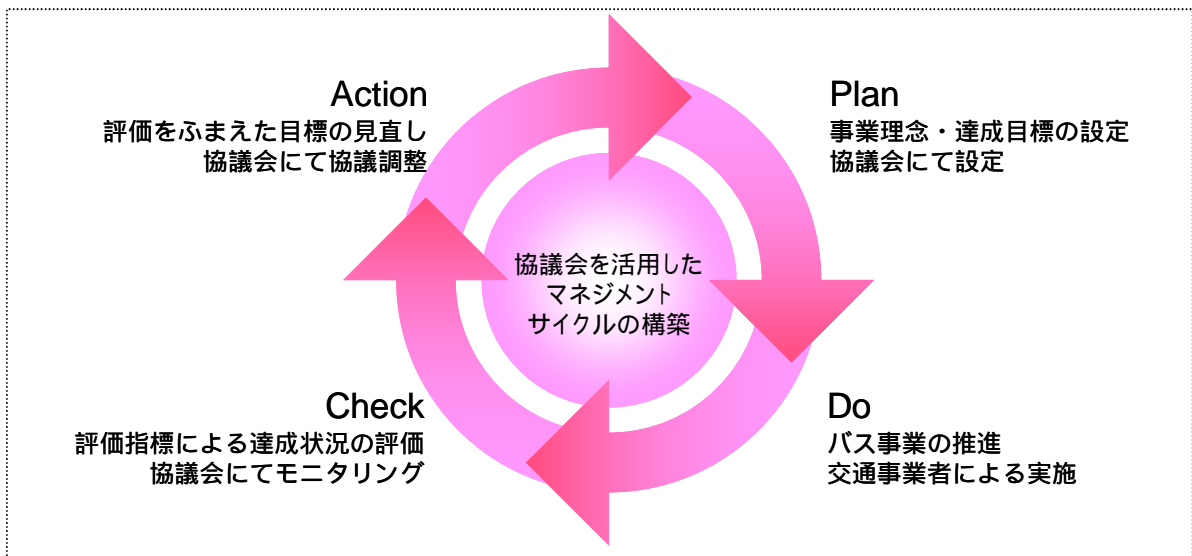 Action
評価をふまえた目標の見直し
協議会にて協議調整
Plan
事業理念・達成目標の設定
協議会にて設定
協議会を活用した
マネジメント
サイクルの構築
Check
評価指標による達成状況の評価
協議会にてモニタリング
Do
バス事業の推進
交通事業者による実施